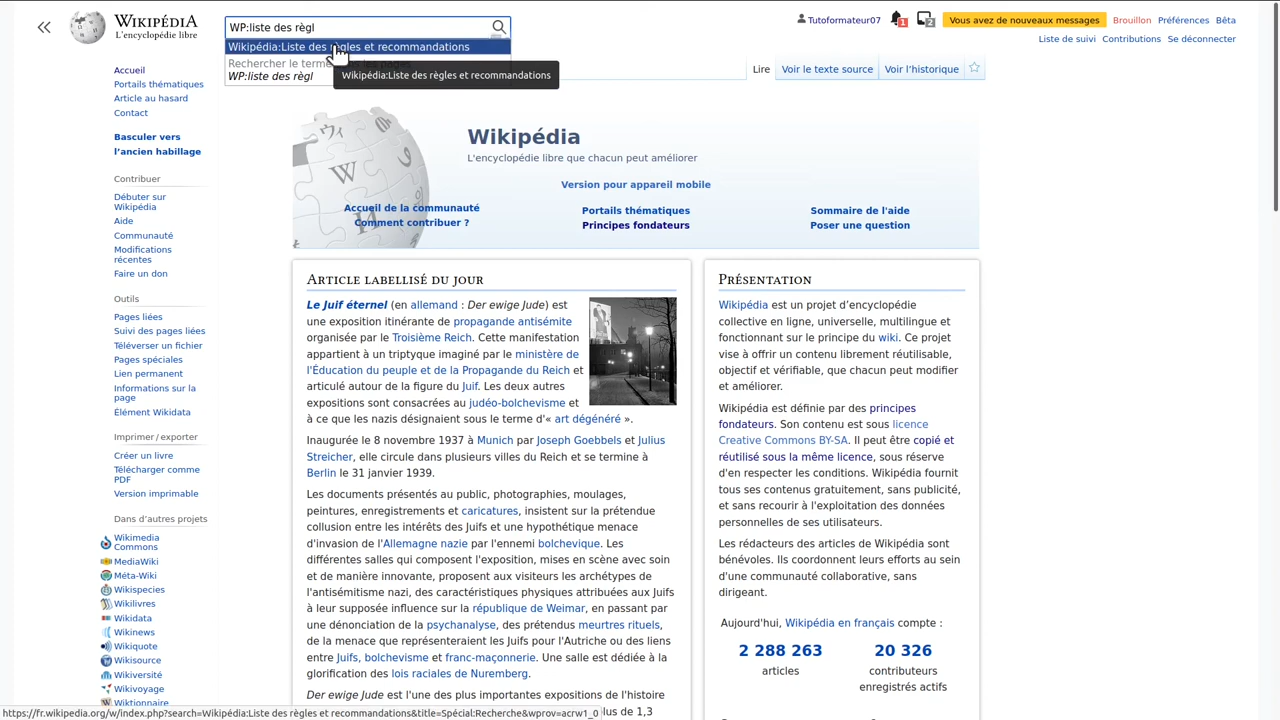 WIKIPÉDIA
L'encyclopédie libre
WP:liste des règl
Wikipédia:Liste des règles et recommandations
Rechercher le terme
WP:liste des règl
Wikipédia:Liste des règles et recommandations
Tutoformateur07
1
2
Vous avez de nouveaux messages
Brouillon
Préférences
Bêta
Liste de suivi
Contributions
Se déconnecter
Lire
Voir le texte source
Voir l'historique
Accueil
Portails thématiques
Article au hasard
Contact
Basculer vers
l'ancien habillage
Contribuer
Débuter sur
Wikipédia
Aide
Communauté
Modifications
récentes
Faire un don
Outils
Pages liées
Suivi des pages liées
Téléverser un fichier
Pages spéciales
Lien permanent
Informations sur la
page
Élément Wikidata
Imprimer / exporter
Créer un livre
Télécharger comme
PDF
Version imprimable
Dans d'autres projets
Wikimedia
Commons
MediaWiki
Méta-Wiki
Wikispecies
Wikilivres
Wikidata
Wikinews
Wikiquote
Wikisource
Wikiversité
Wikivoyage
Wiktionnaire
Wikipédia
L'encyclopédie libre que chacun peut améliorer
Version pour appareil mobile
Accueil de la communauté
Comment contribuer ?
Portails thématiques
Principes fondateurs
Sommaire de l'aide
Poser une question
Article labellisé du jour
Le Juif éternel (en allemand : Der ewige Jude) est
une exposition itinérante de propagande antisémite
organisée par le Troisième Reich. Cette manifestation
appartient à un triptyque imaginé par le ministère de
l'Éducation du peuple et de la Propagande du Reich et
articulé autour de la figure du Juif. Les deux autres
expositions sont consacrées au judéo-bolchevisme et
à ce que les nazis désignaient sous le terme d'« art dégénéré ».
Inaugurée le 8 novembre 1937 à Munich par Joseph Goebbels et Julius
Streicher, elle circule dans plusieurs villes du Reich et se termine à
Berlin le 31 janvier 1939.
Les documents présentés au public, photographies, moulages,
peintures, enregistrements et caricatures, insistent sur la prétendue
collusion entre les intérêts des Juifs et une hypothétique menace
d'invasion de l'Allemagne nazie par l'ennemi bolchevique. Les
différentes salles qui composent l'exposition, mises en scène avec soin
et de manière innovante, proposent aux visiteurs les archétypes de
l'antisémitisme nazi, des caractéristiques physiques attribuées aux Juifs
à leur supposée influence sur la république de Weimar, en passant par
une dénonciation de la psychanalyse, des prétendus meurtres rituels,
de la menace que représenteraient les Juifs pour l'Autriche ou des liens
entre Juifs, bolchevisme et franc-maçonnerie. Une salle est dédiée à la
glorification des lois raciales de Nuremberg.
Der ewige Jude est l'une des plus importantes expositions de l'histoire
lus de 1,3
Présentation
Wikipédia est un projet d'encyclopédie
collective en ligne, universelle, multilingue et
fonctionnant sur le principe du wiki. Ce projet
vise à offrir un contenu librement réutilisable,
objectif et vérifiable, que chacun peut modifier
et améliorer.
Wikipédia est définie par des principes
fondateurs. Son contenu est sous licence
Creative Commons BY-SA. Il peut être copié et
réutilisé sous la même licence, sous réserve
d'en respecter les conditions. Wikipédia fournit
tous ses contenus gratuitement, sans publicité,
et sans recourir à l'exploitation des données
personnelles de ses utilisateurs.
Les rédacteurs des articles de Wikipédia sont
bénévoles. Ils coordonnent leurs efforts au sein
d'une communauté collaborative, sans
dirigeant.
Aujourd'hui, Wikipédia en français compte :
2 288 263
articles
20 326
contributeurs
enregistrés actifs
https://fr.wikipedia.org/w/index.php?search=Wikipédia:Liste des règles et recommandations&title=Spécial:Recherche&wprov=acrw1_0